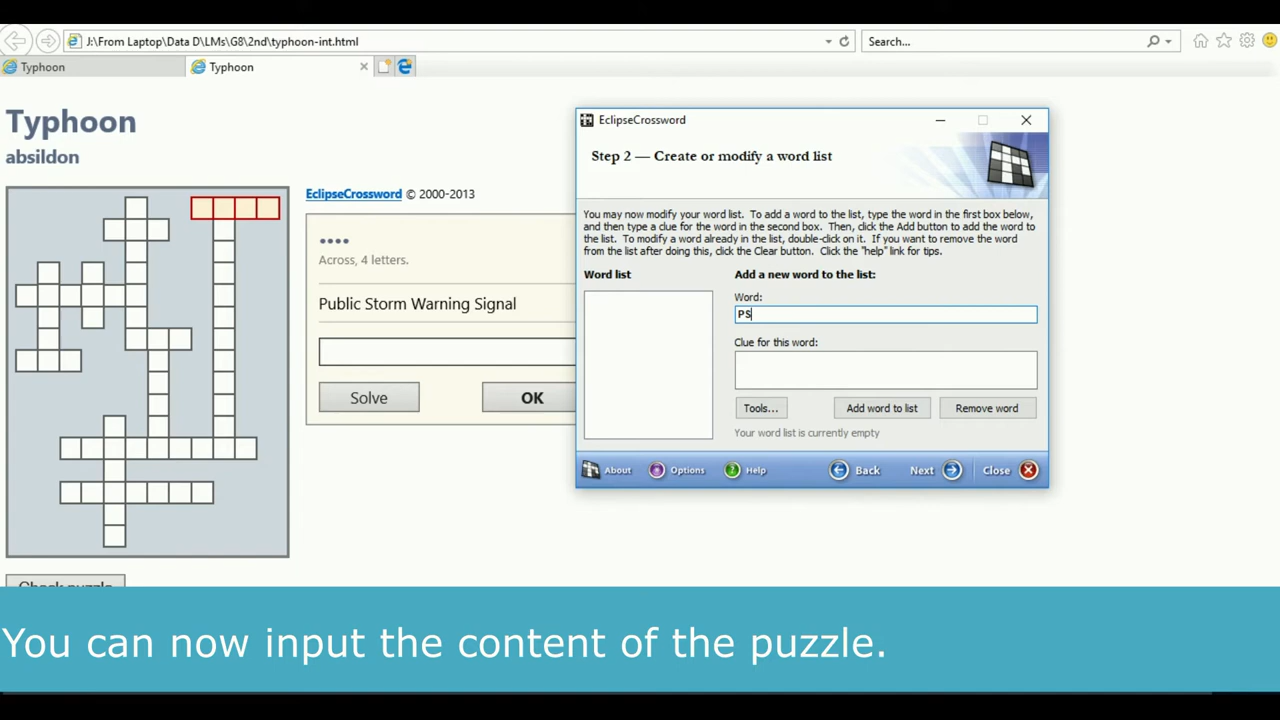 J:\From Laptop\Data D\LMs\G8\2nd\typhoon-int.html
Search...
Typhoon
Typhoon
Typhoon
absildon
EclipseCrossword © 2000-2013
Across, 4 letters.
Public Storm Warning Signal
Solve
OK
EclipseCrossword
Step 2 — Create or modify a word list
You may now modify your word list. To add a word to the list, type the word in the first box below,
and then type a clue for the word in the second box. Then, click the Add button to add the word to
the list. To modify a word already in the list, double-click on it. If you want to remove the word
from the list after doing this, click the Clear button. Click the "help" link for tips.
Word list
Add a new word to the list:
Word:
PS
Clue for this word:
Tools...
Add word to list
Remove word
Your word list is currently empty
About
Options
Help
Back
Next
Close
Check puzzle
You can now input the content of the puzzle.